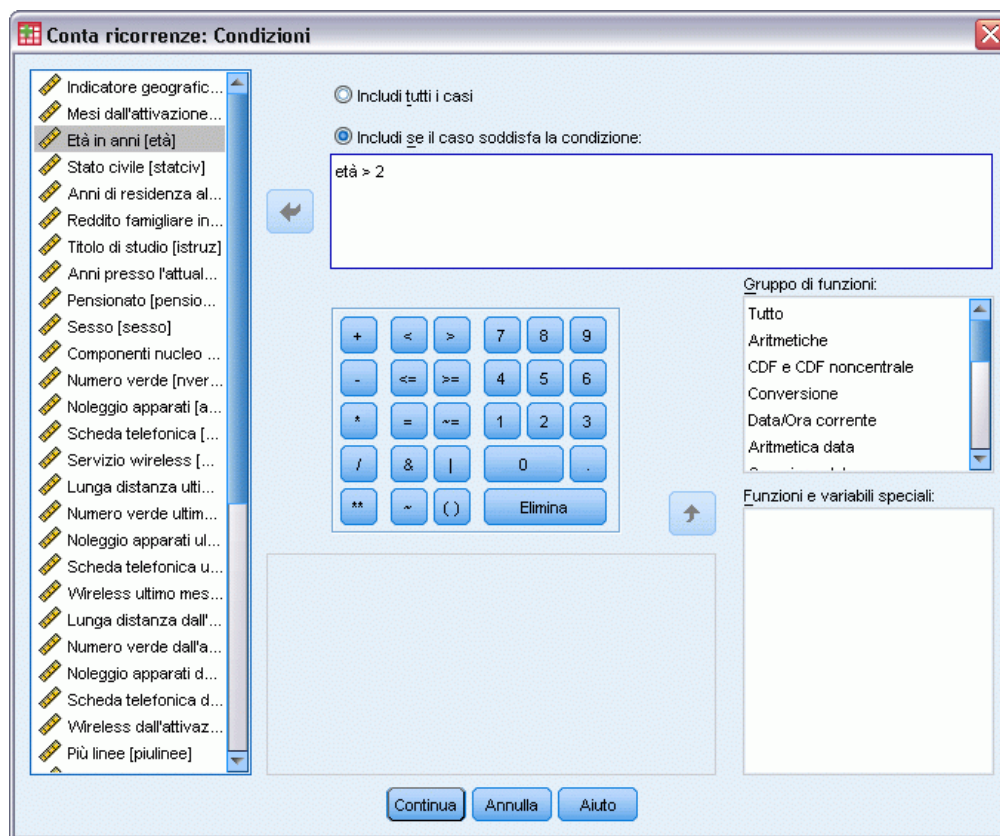 Conta ricorrenze: Condizioni
Indicatore geografic...
Mesi dall'attivazione...
Età in anni [età]
Stato civile [statciv]
Anni di residenza al...
Reddito famigliare in...
Titolo di studio [istruz]
Anni presso l'attual...
Pensionato [pensio...
Sesso [sesso]
Componenti nucleo ...
Numero verde [nver...
Noleggio apparati [a...
Scheda telefonica [...
Servizio wireless [...
Lunga distanza ulti...
Numero verde ultim...
Noleggio apparati ul...
Scheda telefonica u...
Wireless ultimo mes...
Lunga distanza dall'...
Numero verde dall'a...
Noleggio apparati d...
Scheda telefonica d...
Wireless dall'attivaz...
Più linee [piulinee]
Includi tutti i casi
Includi se il caso soddisfa la condizione:
età > 2
+ < > 7 8 9
- <= >= 4 5 6
* = ~= 1 2 3
/ & | 0 .
** ~ ( ) Elimina
Gruppo di funzioni:
Tutto
Aritmetiche
CDF e CDF noncentrale
Conversione
Data/Ora corrente
Aritmetica data
Funzioni e variabili speciali:
Continua Annulla Aiuto